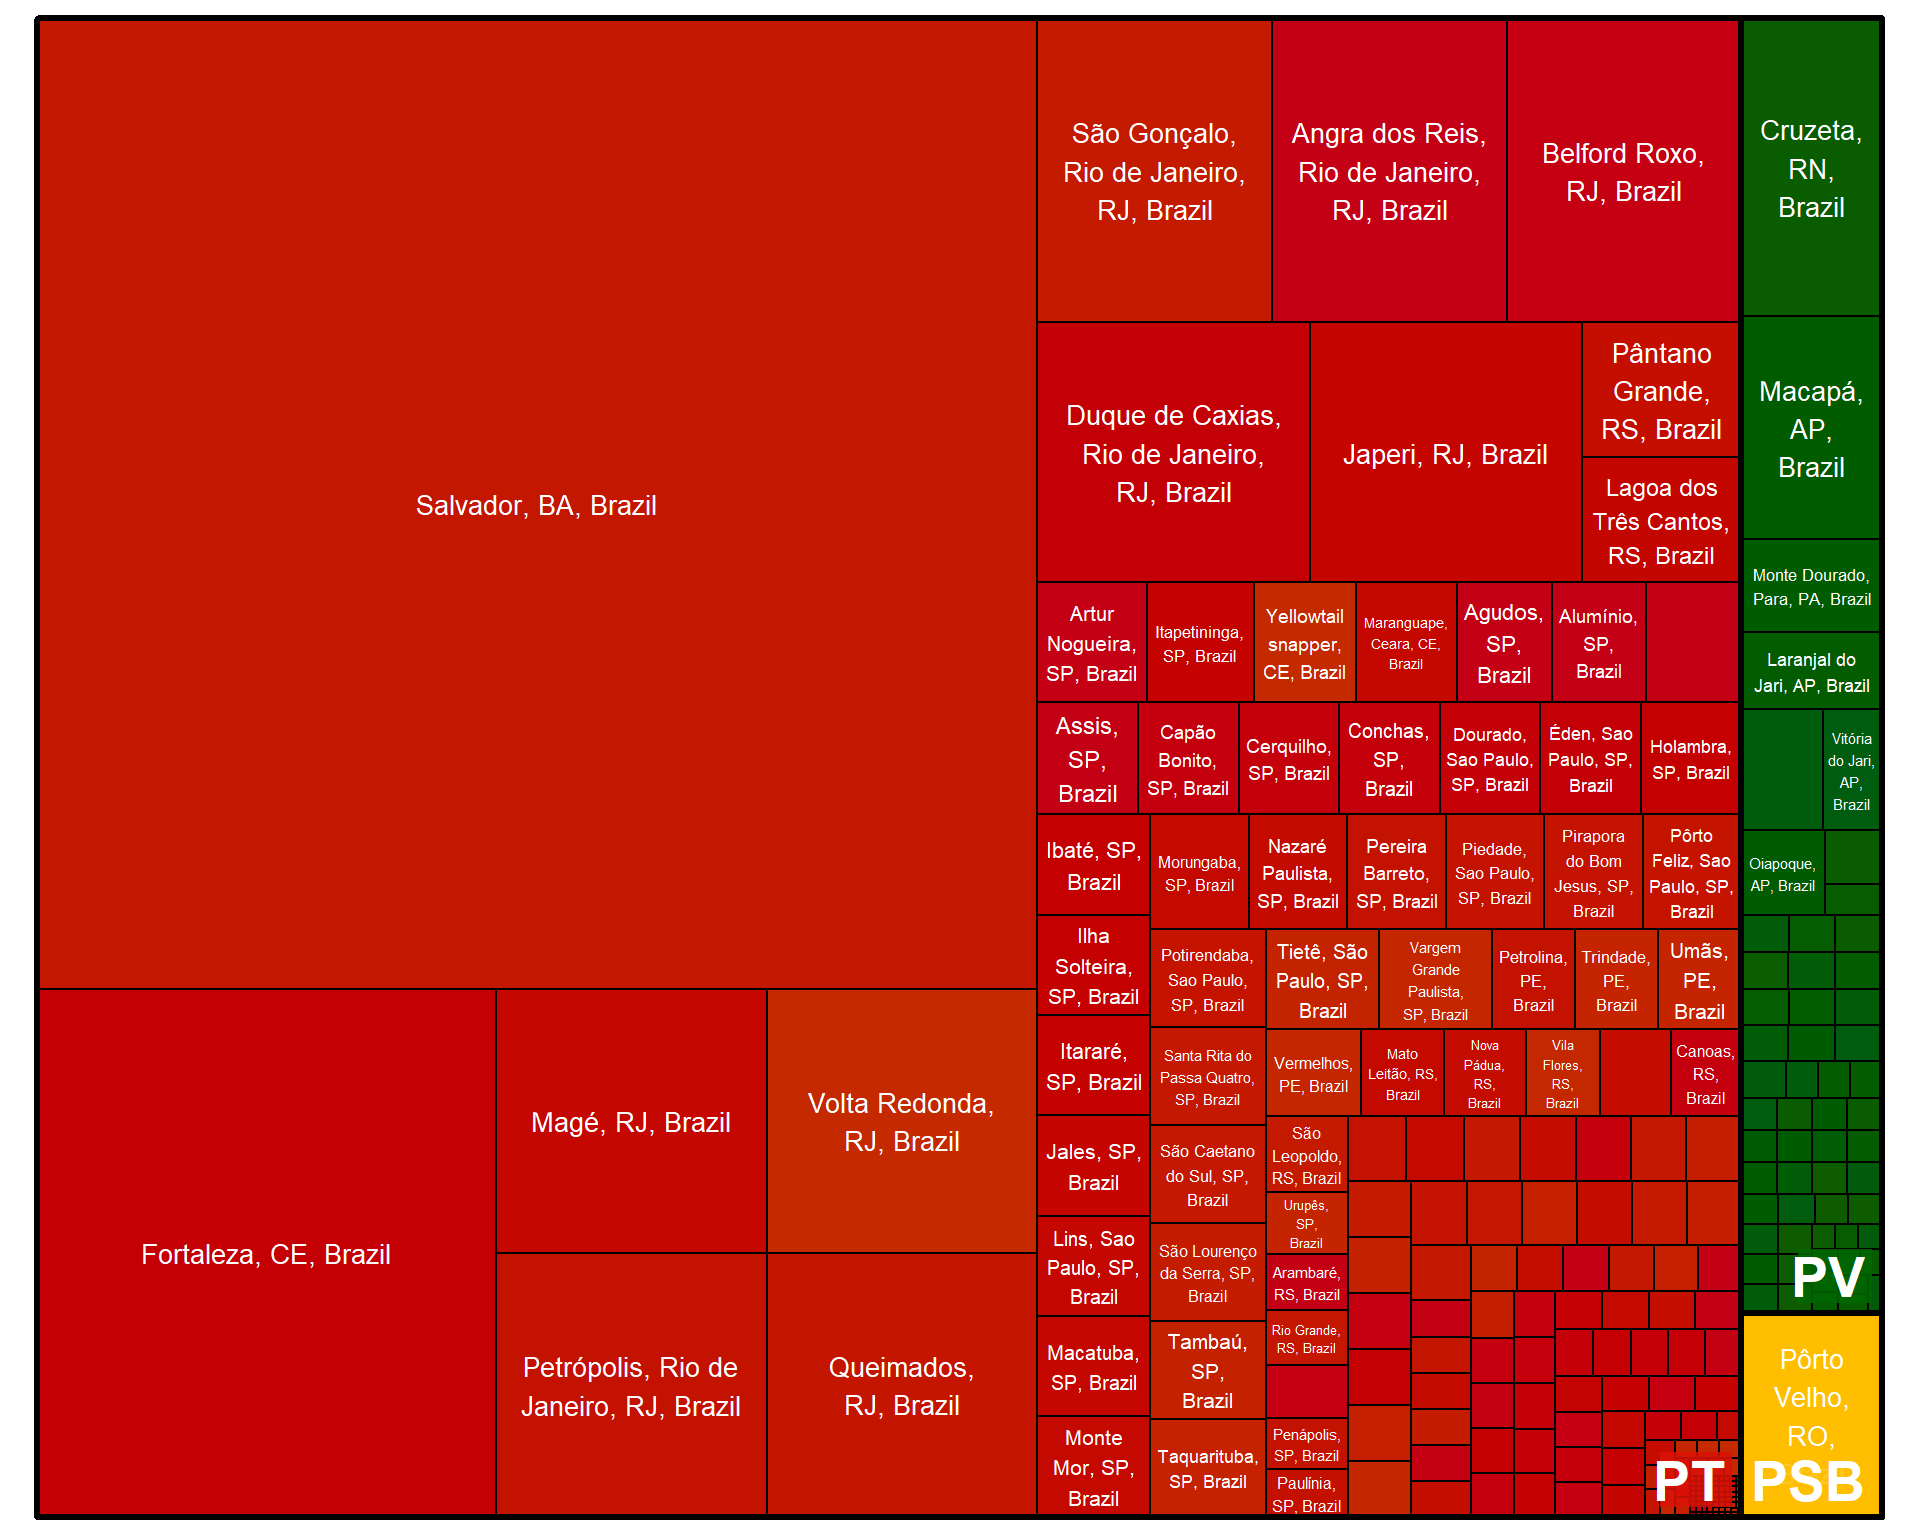 Salvador, BA, Brazil
Fortaleza, CE, Brazil
Magé, RJ, Brazil
Volta Redonda,
RJ, Brazil
Petrópolis, Rio de
Janeiro, RJ, Brazil
Queimados,
RJ, Brazil
São Gonçalo,
Rio de Janeiro,
RJ, Brazil
Angra dos Reis,
Rio de Janeiro,
RJ, Brazil
Belford Roxo,
RJ, Brazil
Duque de Caxias,
Rio de Janeiro,
RJ, Brazil
Japeri, RJ, Brazil
Pântano
Grande,
RS, Brazil
Lagoa dos
Três Cantos,
RS, Brazil
Artur
Nogueira,
SP, Brazil
Itapetininga,
SP, Brazil
Yellowtail
snapper,
CE, Brazil
Maranguape,
Ceara, CE,
Brazil
Agudos,
SP,
Brazil
Alumínio,
SP,
Brazil
Assis,
SP,
Brazil
Capão
Bonito,
SP, Brazil
Cerquilho,
SP, Brazil
Conchas,
SP,
Brazil
Dourado,
Sao Paulo,
SP, Brazil
Éden, Sao
Paulo, SP,
Brazil
Holambra,
SP, Brazil
Ibaté, SP,
Brazil
Morungaba,
SP, Brazil
Nazaré
Paulista,
SP, Brazil
Pereira
Barreto,
SP, Brazil
Piedade,
Sao Paulo,
SP, Brazil
Pirapora
do Bom
Jesus, SP,
Brazil
Pôrto
Feliz, Sao
Paulo, SP,
Brazil
Ilha
Solteira,
SP, Brazil
Potirendaba,
Sao Paulo,
SP, Brazil
Tietê, São
Paulo, SP,
Brazil
Vargem
Grande
Paulista,
SP, Brazil
Petrolina,
PE,
Brazil
Trindade,
PE,
Brazil
Umãs,
PE,
Brazil
Itararé,
SP, Brazil
Santa Rita do
Passa Quatro,
SP, Brazil
Vermelhos,
PE, Brazil
Mato
Leitão, RS,
Brazil
Nova
Pádua,
RS,
Brazil
Vila
Flores,
RS,
Brazil
Canoas,
RS,
Brazil
Jales, SP,
Brazil
São Caetano
do Sul, SP,
Brazil
São
Leopoldo,
RS, Brazil
Urupês,
SP,
Brazil
Lins, Sao
Paulo, SP,
Brazil
São Lourenço
da Serra, SP,
Brazil
Arambaré,
RS, Brazil
Rio Grande,
RS, Brazil
Macatuba,
SP, Brazil
Tambaú,
SP,
Brazil
Monte
Mor, SP,
Brazil
Taquarituba,
SP, Brazil
Penápolis,
SP, Brazil
Paulínia,
SP, Brazil
PT
Cruzeta,
RN,
Brazil
Macapá,
AP,
Brazil
Monte Dourado,
Para, PA, Brazil
Laranjal do
Jari, AP, Brazil
Vitória
do Jari,
AP,
Brazil
Oiapoque,
AP, Brazil
PV
Pôrto
Velho,
RO,
PSB